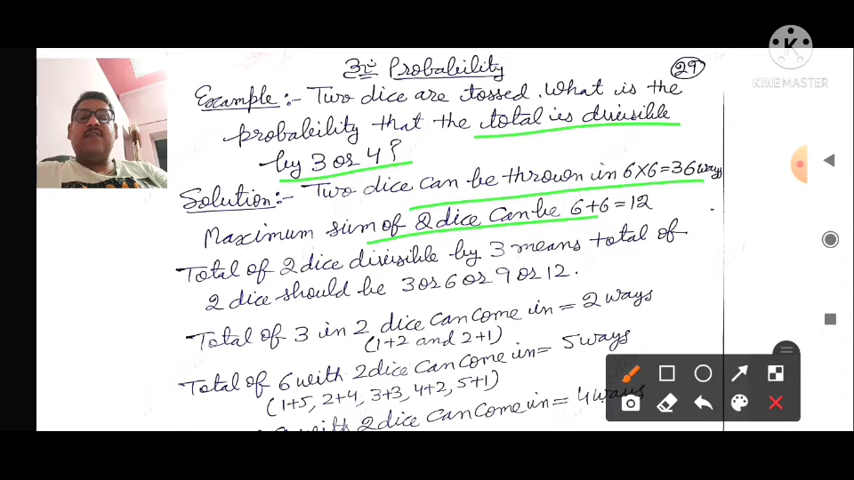 Probability
29
Example:- Two dice are tossed. What is the
probability that the total is divisible
by 3 or 4?
Solution:- Two dice can be thrown in 6×6=36 ways
Maximum sum of 2 dice can be 6+6=12
Total of 2 dice divisible by 3 means total of
2 dice should be 3 or 6 or 9 or 12.
Total of 3 in 2 dice can come in = 2 ways
(1+2 and 2+1)
Total of 6 with 2 dice can come in = 5 ways
(1+5, 2+4, 3+3, 4+2, 5+1)
with 2 dice can come in = 4 ways
KINEMASTER